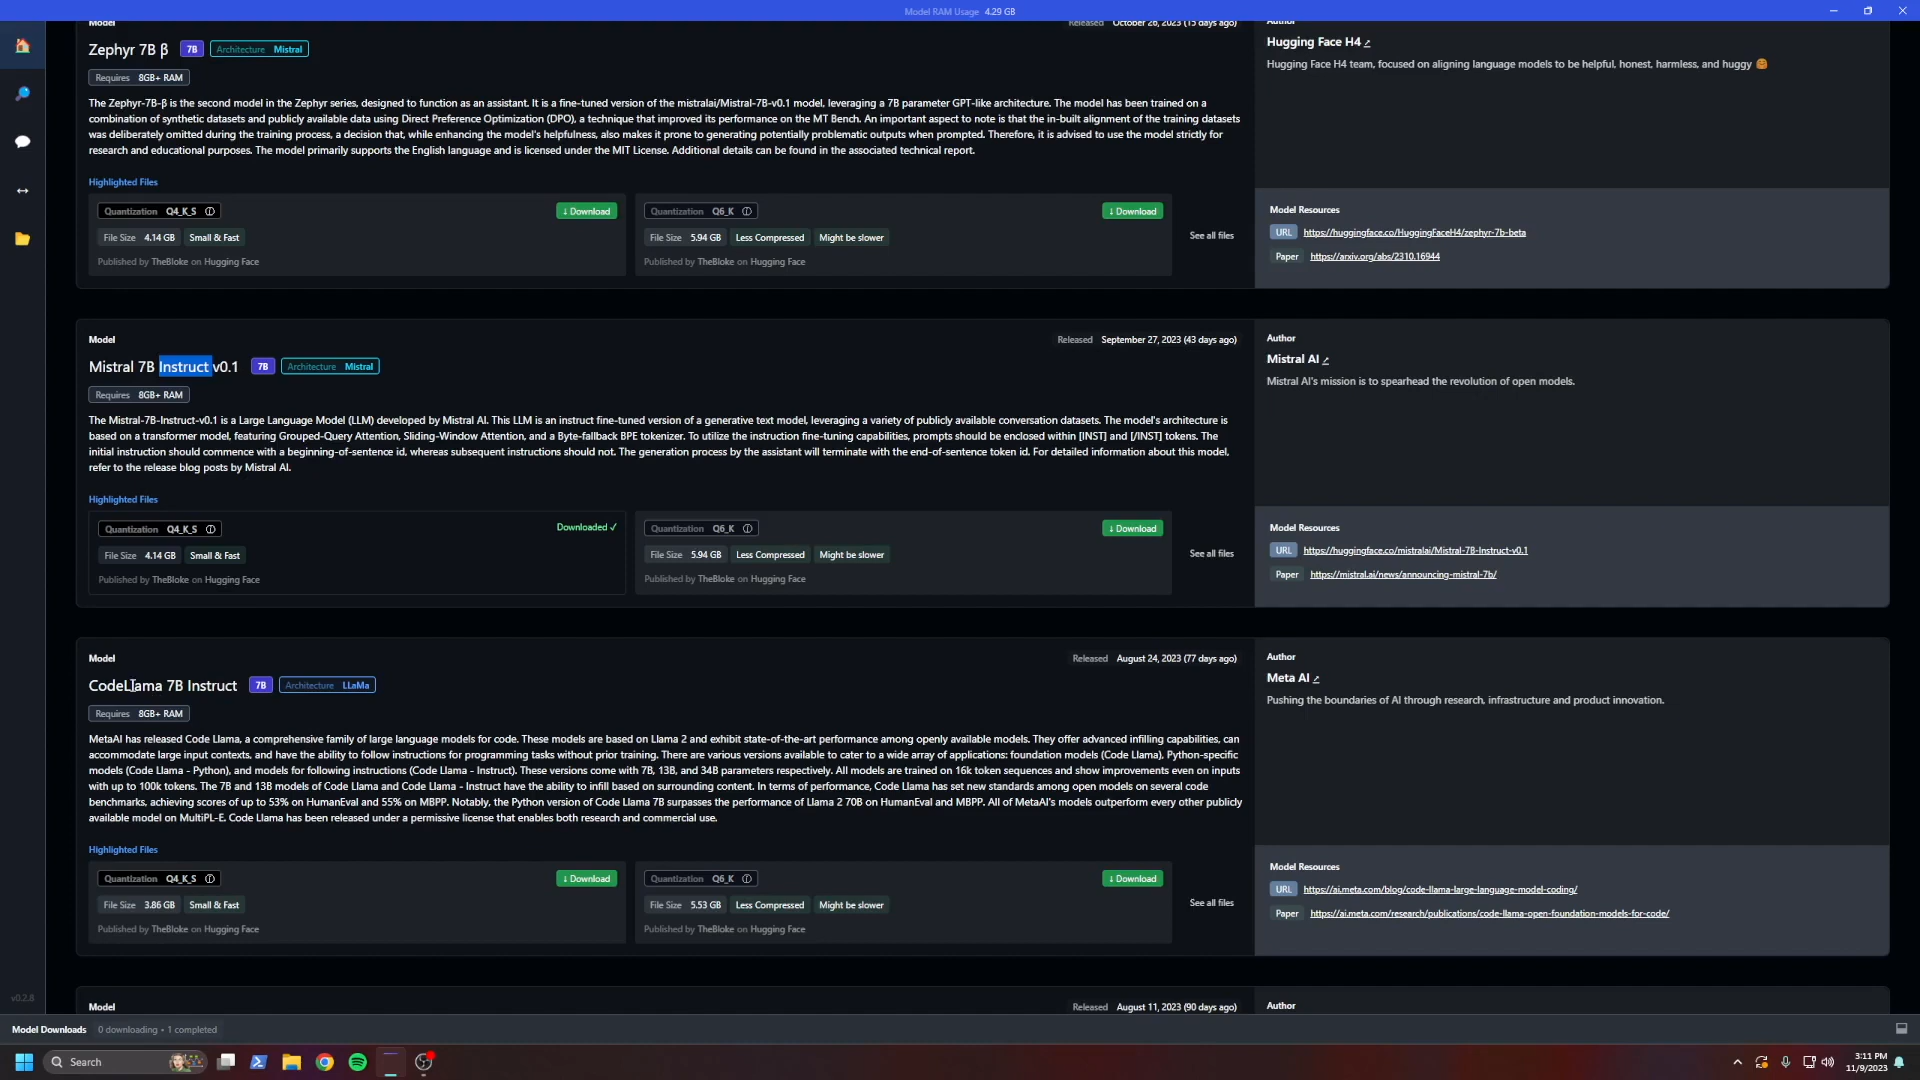 Model RAM Usage 4.29 GB
Model
Released October 26, 2023 (15 days ago)
Author
Zephyr 7B β 7B Architecture Mistral
Requires 8GB+ RAM
The Zephyr-7B-β is the second model in the Zephyr series, designed to function as an assistant. It is a fine-tuned version of the mistralai/Mistral-7B-v0.1 model, leveraging a 7B parameter GPT-like architecture. The model has been trained on a
combination of synthetic datasets and publicly available data using Direct Preference Optimization (DPO), a technique that improved its performance on the MT Bench. An important aspect to note is that the in-built alignment of the training datasets
was deliberately omitted during the training process, a decision that, while enhancing the model's helpfulness, also makes it prone to generating potentially problematic outputs when prompted. Therefore, it is advised to use the model strictly for
research and educational purposes. The model primarily supports the English language and is licensed under the MIT License. Additional details can be found in the associated technical report.
Highlighted Files
Quantization Q4_K_S
↓ Download
File Size 4.14 GB Small & Fast
Published by TheBloke on Hugging Face
Quantization Q6_K
↓ Download
File Size 5.94 GB Less Compressed Might be slower
Published by TheBloke on Hugging Face
See all files
Hugging Face H4
Hugging Face H4 team, focused on aligning language models to be helpful, honest, harmless, and huggy 🤗
Model Resources
URL https://huggingface.co/HuggingFaceH4/zephyr-7b-beta
Paper https://arxiv.org/abs/2310.16944
Model
Released September 27, 2023 (43 days ago)
Mistral 7B Instruct v0.1 7B Architecture Mistral
Requires 8GB+ RAM
The Mistral-7B-Instruct-v0.1 is a Large Language Model (LLM) developed by Mistral AI. This LLM is an instruct fine-tuned version of a generative text model, leveraging a variety of publicly available conversation datasets. The model's architecture is
based on a transformer model, featuring Grouped-Query Attention, Sliding-Window Attention, and a Byte-fallback BPE tokenizer. To utilize the instruction fine-tuning capabilities, prompts should be enclosed within [INST] and [/INST] tokens. The
initial instruction should commence with a beginning-of-sentence id, whereas subsequent instructions should not. The generation process by the assistant will terminate with the end-of-sentence token id. For detailed information about this model,
refer to the release blog posts by Mistral AI.
Highlighted Files
Quantization Q4_K_S
Downloaded ✓
File Size 4.14 GB Small & Fast
Published by TheBloke on Hugging Face
Quantization Q6_K
↓ Download
File Size 5.94 GB Less Compressed Might be slower
Published by TheBloke on Hugging Face
See all files
Author
Mistral AI
Mistral AI's mission is to spearhead the revolution of open models.
Model Resources
URL https://huggingface.co/mistralai/Mistral-7B-Instruct-v0.1
Paper https://mistral.ai/news/announcing-mistral-7b/
Model
Released August 24, 2023 (77 days ago)
CodeLlama 7B Instruct 7B Architecture LLaMa
Requires 8GB+ RAM
MetaAI has released Code Llama, a comprehensive family of large language models for code. These models are based on Llama 2 and exhibit state-of-the-art performance among openly available models. They offer advanced infilling capabilities, can
accommodate large input contexts, and have the ability to follow instructions for programming tasks without prior training. There are various versions available to cater to a wide array of applications: foundation models (Code Llama), Python-specific
models (Code Llama - Python), and models for following instructions (Code Llama - Instruct). These versions come with 7B, 13B, and 34B parameters respectively. All models are trained on 16k token sequences and show improvements even on inputs
with up to 100k tokens. The 7B and 13B models of Code Llama and Code Llama - Instruct have the ability to infill based on surrounding content. In terms of performance, Code Llama has set new standards among open models on several code
benchmarks, achieving scores of up to 53% on HumanEval and 55% on MBPP. Notably, the Python version of Code Llama 7B surpasses the performance of Llama 2 70B on HumanEval and MBPP. All of MetaAI's models outperform every other publicly
available model on MultiPL-E. Code Llama has been released under a permissive license that enables both research and commercial use.
Highlighted Files
Quantization Q4_K_S
↓ Download
File Size 3.86 GB Small & Fast
Published by TheBloke on Hugging Face
Quantization Q6_K
↓ Download
File Size 5.53 GB Less Compressed Might be slower
Published by TheBloke on Hugging Face
See all files
Author
Meta AI
Pushing the boundaries of AI through research, infrastructure and product innovation.
Model Resources
URL https://ai.meta.com/blog/code-llama-large-language-model-coding/
Paper https://ai.meta.com/research/publications/code-llama-open-foundation-models-for-code/
Model
Released August 11, 2023 (90 days ago)
Author
v0.2.8
Model Downloads 0 downloading • 1 completed
Search
3:11 PM
11/9/2023